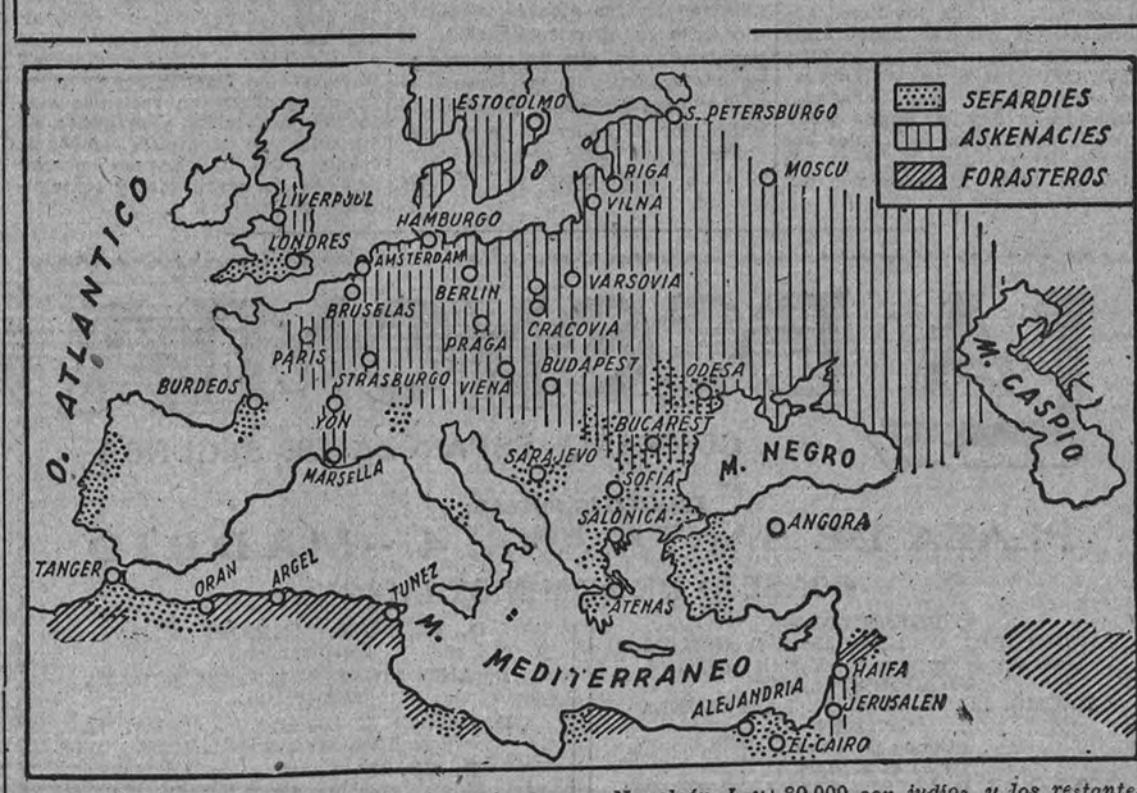 SEFARDIES
ASKENACIES
FORASTEROS
ESTOCOLMO
S. PETERSBURGO
MOSCU
RIGA
VILNA
O. ATLANTICO
LIVERPOOL
HAMBURGO
LONDRES
AMSTERDAM
BERLIN
VARSOVIA
BRUSELAS
CRACOVIA
PARIS
PRAGA
STRASBURGO
VIENA
BUDAPEST
ODESA
BURDEOS
YON
BUCAREST
M. CASPIO
M. NEGRO
MARSELLA
SARAJEVO
SOFIA
SALONICA
ANGORA
TANGER
ORAN
ARGEL
TUNEZ
ATENAS
M. MEDITERRANEO
HAIFA
ALEJANDRIA
JERUSALEN
EL CAIRO
80.000 son judíos, y los restante